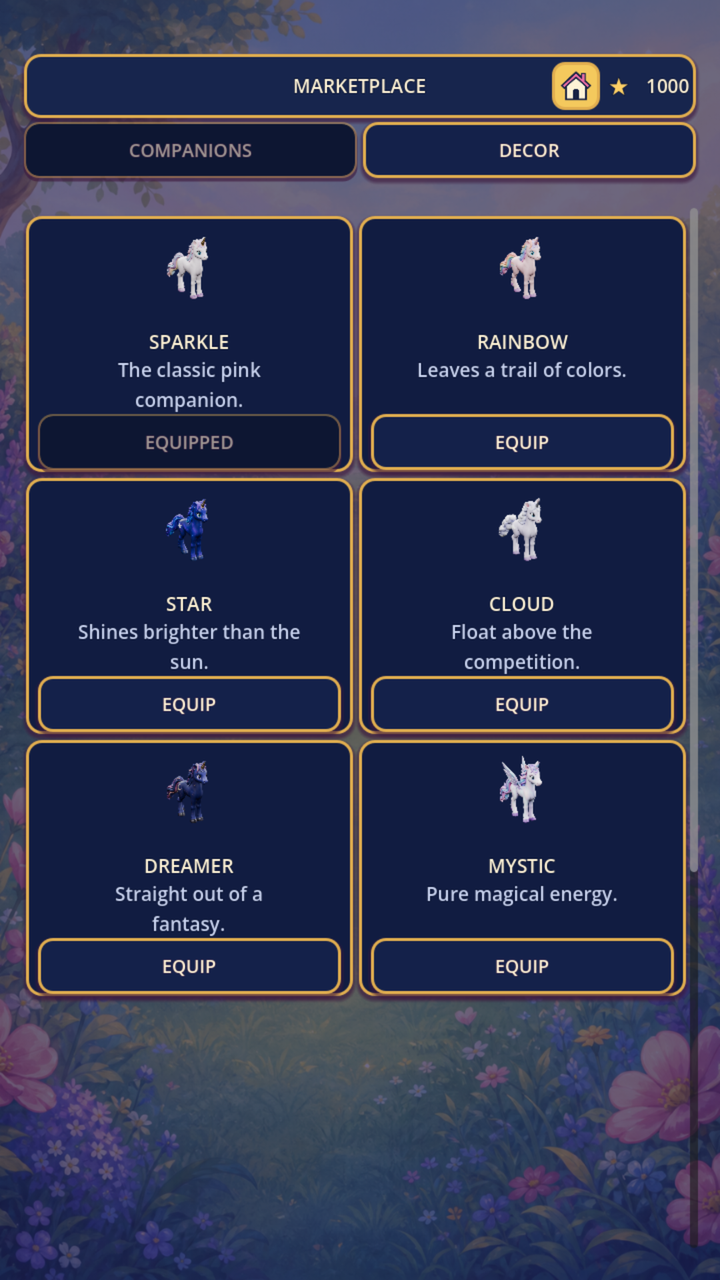 MARKETPLACE
★ 1000
COMPANIONS
DECOR
SPARKLE
The classic pink
companion.
EQUIPPED
RAINBOW
Leaves a trail of colors.
EQUIP
STAR
Shines brighter than the
sun.
EQUIP
CLOUD
Float above the
competition.
EQUIP
DREAMER
Straight out of a
fantasy.
EQUIP
MYSTIC
Pure magical energy.
EQUIP